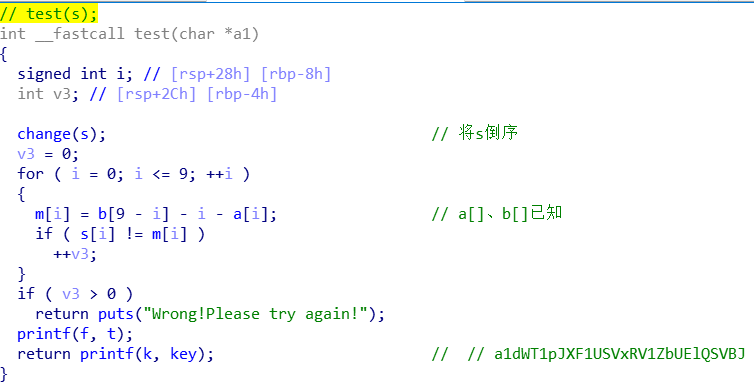 // test(s);
int __fastcall test(char *a1)
{
  signed int i; // [rsp+28h] [rbp-8h]
  int v3; // [rsp+2Ch] [rbp-4h]

  change(s);                                    // 将s倒序
  v3 = 0;
  for ( i = 0; i <= 9; ++i )
  {
    m[i] = b[9 - i] - i - a[i];                 // a[]、b[]已知
    if ( s[i] != m[i] )
      ++v3;
  }
  if ( v3 > 0 )
    return puts("Wrong!Please try again!");
  printf(f, t);
  return printf(k, key);                        //  // a1dWT1pJXF1USVxRV1ZbUElQSVBJ
}